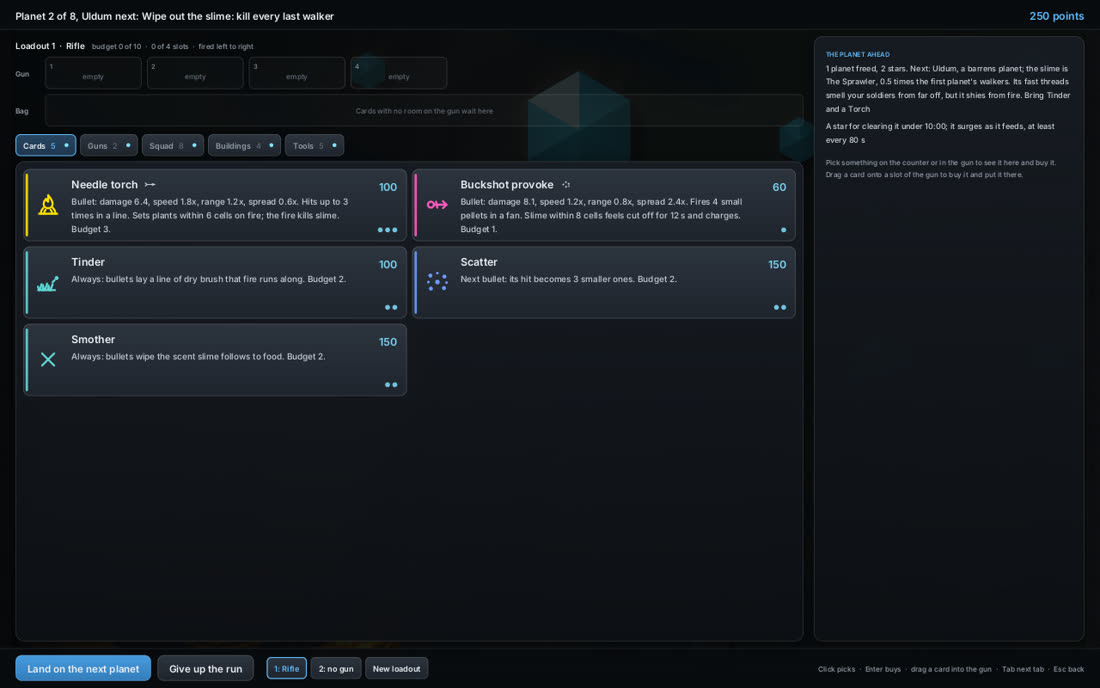 Planet 2 of 8, Uldum next: Wipe out the slime: kill every last walker
250 points
Loadout 1 · Rifle budget 0 of 10 · 0 of 4 slots · fired left to right
Gun
1 empty
2 empty
3 empty
4 empty
Bag
Cards with no room on the gun wait here
Cards 5
Guns 2
Squad 8
Buildings 4
Tools 5
Needle torch
100
Bullet: damage 6.4, speed 1.8x, range 1.2x, spread 0.6x. Hits up to 3
times in a line. Sets plants within 6 cells on fire; the fire kills slime.
Budget 3.
Buckshot provoke
60
Bullet: damage 8.1, speed 1.2x, range 0.8x, spread 2.4x. Fires 4 small
pellets in a fan. Slime within 8 cells feels cut off for 12 s and charges.
Budget 1.
Tinder
100
Always: bullets lay a line of dry brush that fire runs along. Budget 2.
Scatter
150
Next bullet: its hit becomes 3 smaller ones. Budget 2.
Smother
150
Always: bullets wipe the scent slime follows to food. Budget 2.
THE PLANET AHEAD
1 planet freed, 2 stars. Next: Uldum, a barrens planet; the slime is
The Sprawler, 0.5 times the first planet's walkers. Its fast threads
smell your soldiers from far off, but it shies from fire. Bring Tinder
and a Torch
A star for clearing it under 10:00; it surges as it feeds, at least
every 80 s
Pick something on the counter or in the gun to see it here and buy it.
Drag a card onto a slot of the gun to buy it and put it there.
Land on the next planet
Give up the run
1: Rifle
2: no gun
New loadout
Click picks · Enter buys · drag a card into the gun · Tab next tab · Esc back